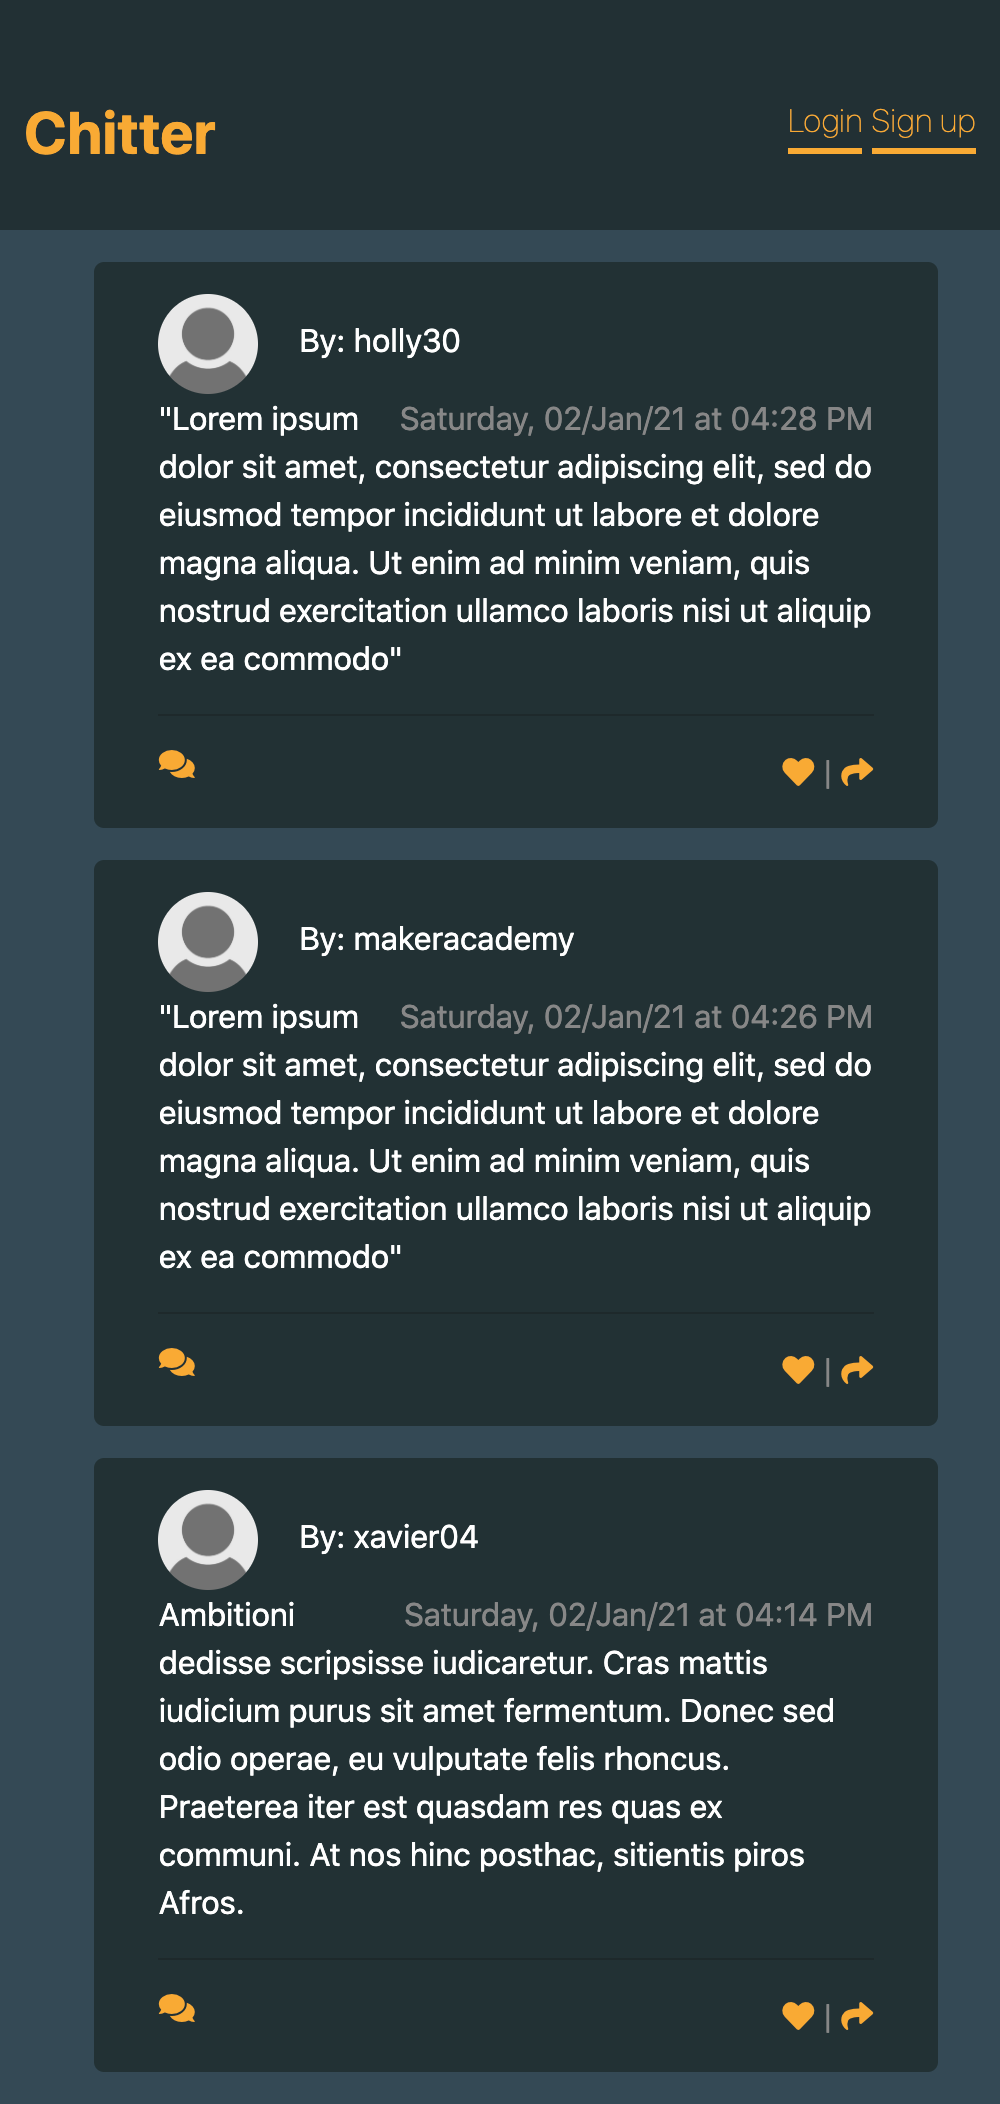 Chitter
Login Sign up
By: holly30
"Lorem ipsum Saturday, 02/Jan/21 at 04:28 PM
dolor sit amet, consectetur adipiscing elit, sed do
eiusmod tempor incididunt ut labore et dolore
magna aliqua. Ut enim ad minim veniam, quis
nostrud exercitation ullamco laboris nisi ut aliquip
ex ea commodo"
|
By: makeracademy
"Lorem ipsum Saturday, 02/Jan/21 at 04:26 PM
dolor sit amet, consectetur adipiscing elit, sed do
eiusmod tempor incididunt ut labore et dolore
magna aliqua. Ut enim ad minim veniam, quis
nostrud exercitation ullamco laboris nisi ut aliquip
ex ea commodo"
|
By: xavier04
Ambitioni Saturday, 02/Jan/21 at 04:14 PM
dedisse scripsisse iudicaretur. Cras mattis
iudicium purus sit amet fermentum. Donec sed
odio operae, eu vulputate felis rhoncus.
Praeterea iter est quasdam res quas ex
communi. At nos hinc posthac, sitientis piros
Afros.
|